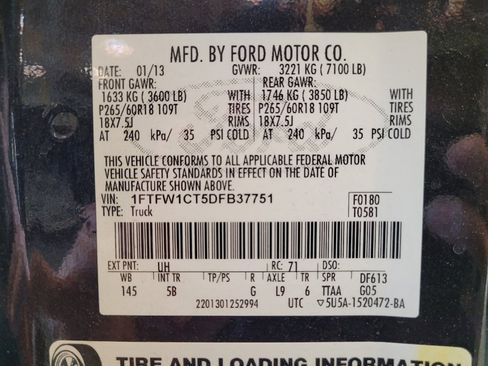 MFD. BY FORD MOTOR CO.
DATE: 01/13 GVWR: 3221 KG ( 7100 LB)
FRONT GAWR: REAR GAWR:
1633 KG ( 3600 LB) WITH 1746 KG ( 3850 LB) WITH
P265/60R18 109T TIRES P265/60R18 109T TIRES
18X7.5J RIMS 18X7.5J RIMS
AT 240 kPa/ 35 PSI COLD AT 240 kPa/ 35 PSI COLD
THIS VEHICLE CONFORMS TO ALL APPLICABLE FEDERAL MOTOR
VEHICLE SAFETY STANDARDS IN EFFECT ON THE DATE OF
MANUFACTURE SHOWN ABOVE.
VIN: 1FTFW1CT5DFB37751 F0180
TYPE: Truck T0581
EXT PNT: UH RC: 71 DSO:
WB INT TR TP/PS R AXLE TR SPR DF613
145 5B G L9 6 TTAA G05
2201301252994 UTC ▽5U5A-1520472-BA
TIRE AND LOADING INFORMATION